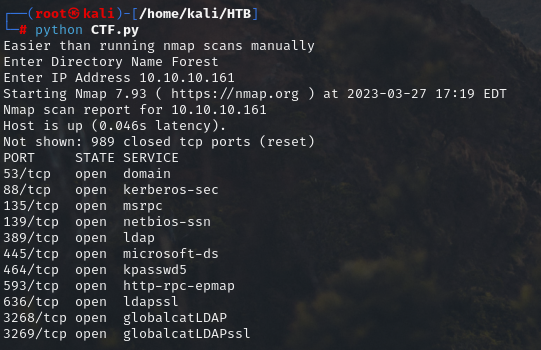 ┌──(root㉿kali)-[/home/kali/HTB]
└─# python CTF.py
Easier than running nmap scans manually
Enter Directory Name Forest
Enter IP Address 10.10.10.161
Starting Nmap 7.93 ( https://nmap.org ) at 2023-03-27 17:19 EDT
Nmap scan report for 10.10.10.161
Host is up (0.046s latency).
Not shown: 989 closed tcp ports (reset)
PORT     STATE SERVICE
53/tcp   open  domain
88/tcp   open  kerberos-sec
135/tcp  open  msrpc
139/tcp  open  netbios-ssn
389/tcp  open  ldap
445/tcp  open  microsoft-ds
464/tcp  open  kpasswd5
593/tcp  open  http-rpc-epmap
636/tcp  open  ldapssl
3268/tcp open  globalcatLDAP
3269/tcp open  globalcatLDAPssl